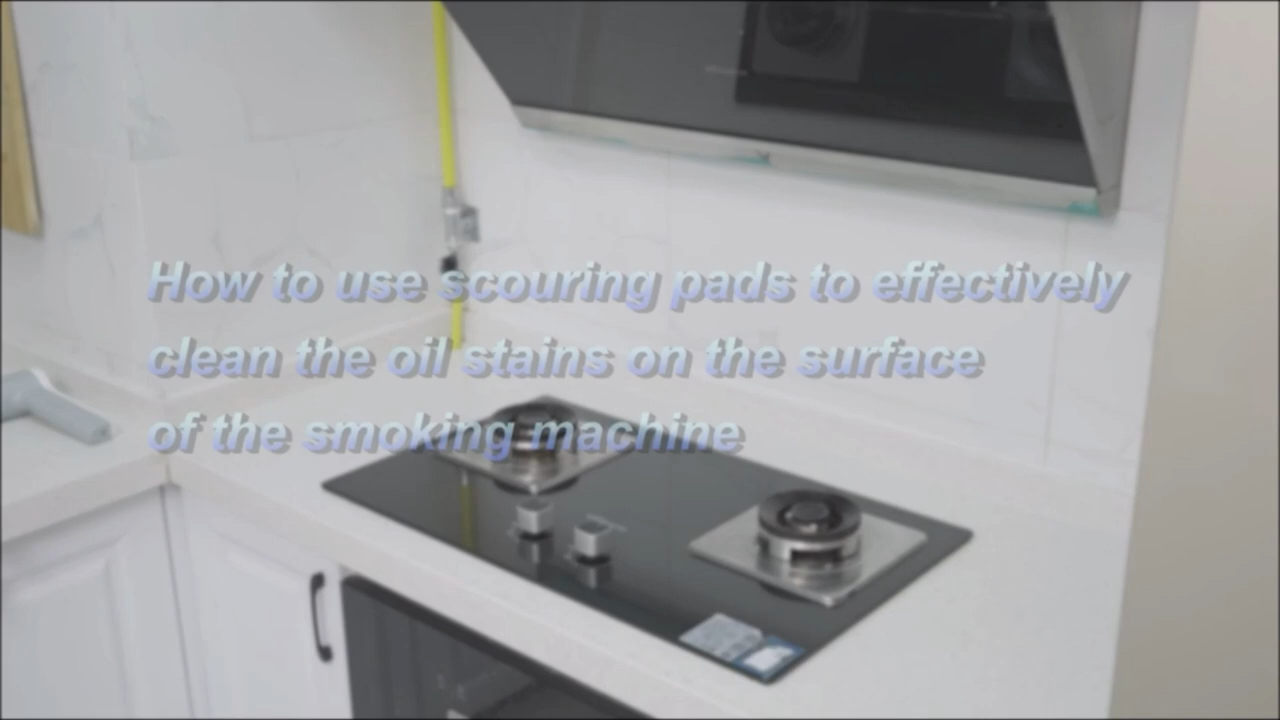 How to use scouring pads to effectively
clean the oil stains on the surface
of the smoking machine